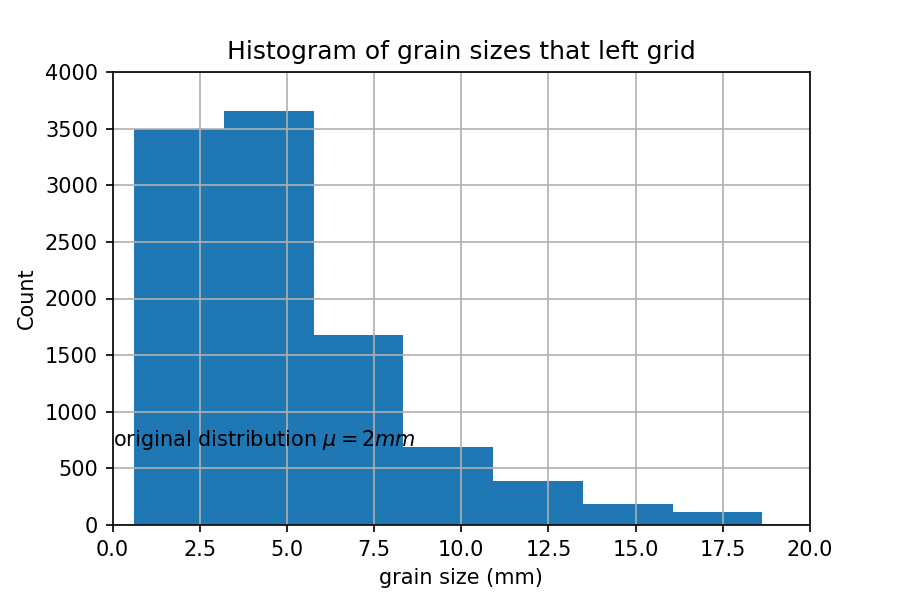 Histogram of grain sizes that left grid
4000
3500
3000
2500
2000
1500
1000
500
0
Count
original distribution μ = 2mm
0.0 2.5 5.0 7.5 10.0 12.5 15.0 17.5 20.0
grain size (mm)